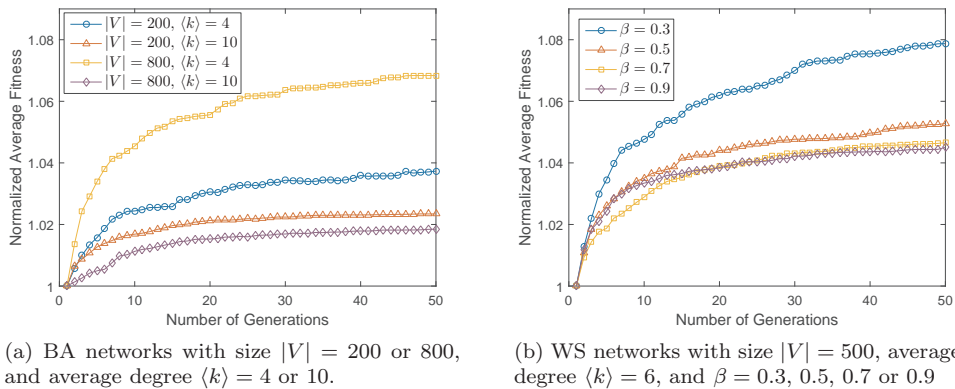 |V| = 200, ⟨k⟩ = 4
|V| = 200, ⟨k⟩ = 10
|V| = 800, ⟨k⟩ = 4
|V| = 800, ⟨k⟩ = 10
1.08
1.06
1.04
1.02
1
0 10 20 30 40 50
Normalized Average Fitness
Number of Generations
(a) BA networks with size |V| = 200 or 800,
and average degree ⟨k⟩ = 4 or 10.
β = 0.3
β = 0.5
β = 0.7
β = 0.9
1.08
1.06
1.04
1.02
1
0 10 20 30 40 50
Normalized Average Fitness
Number of Generations
(b) WS networks with size |V| = 500, average
degree ⟨k⟩ = 6, and β = 0.3, 0.5, 0.7 or 0.9